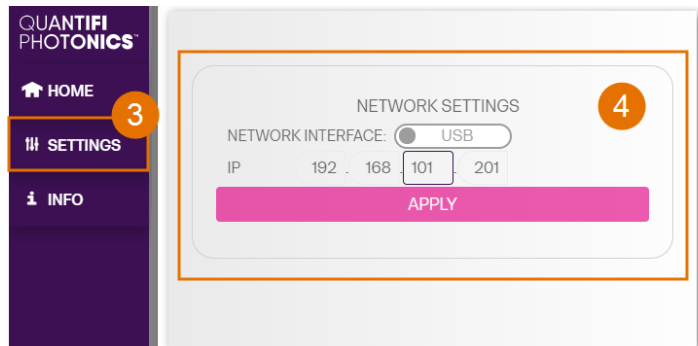 QUANTIFI
PHOTONICS™
HOME
3
SETTINGS
INFO
4
NETWORK SETTINGS
NETWORK INTERFACE: USB
IP 192 . 168 . 101 . 201
APPLY